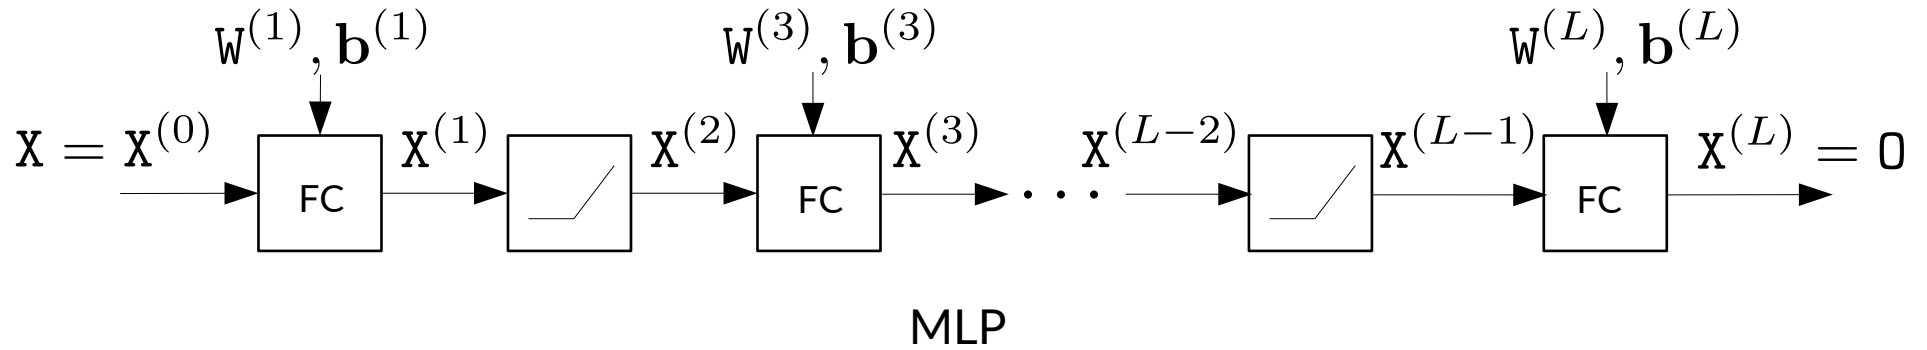 W^(1), b^(1) W^(3), b^(3) W^(L), b^(L)
X = X^(0) X^(1) X^(2) X^(3) ... X^(L−2) X^(L−1) X^(L) = O
FC FC FC
MLP